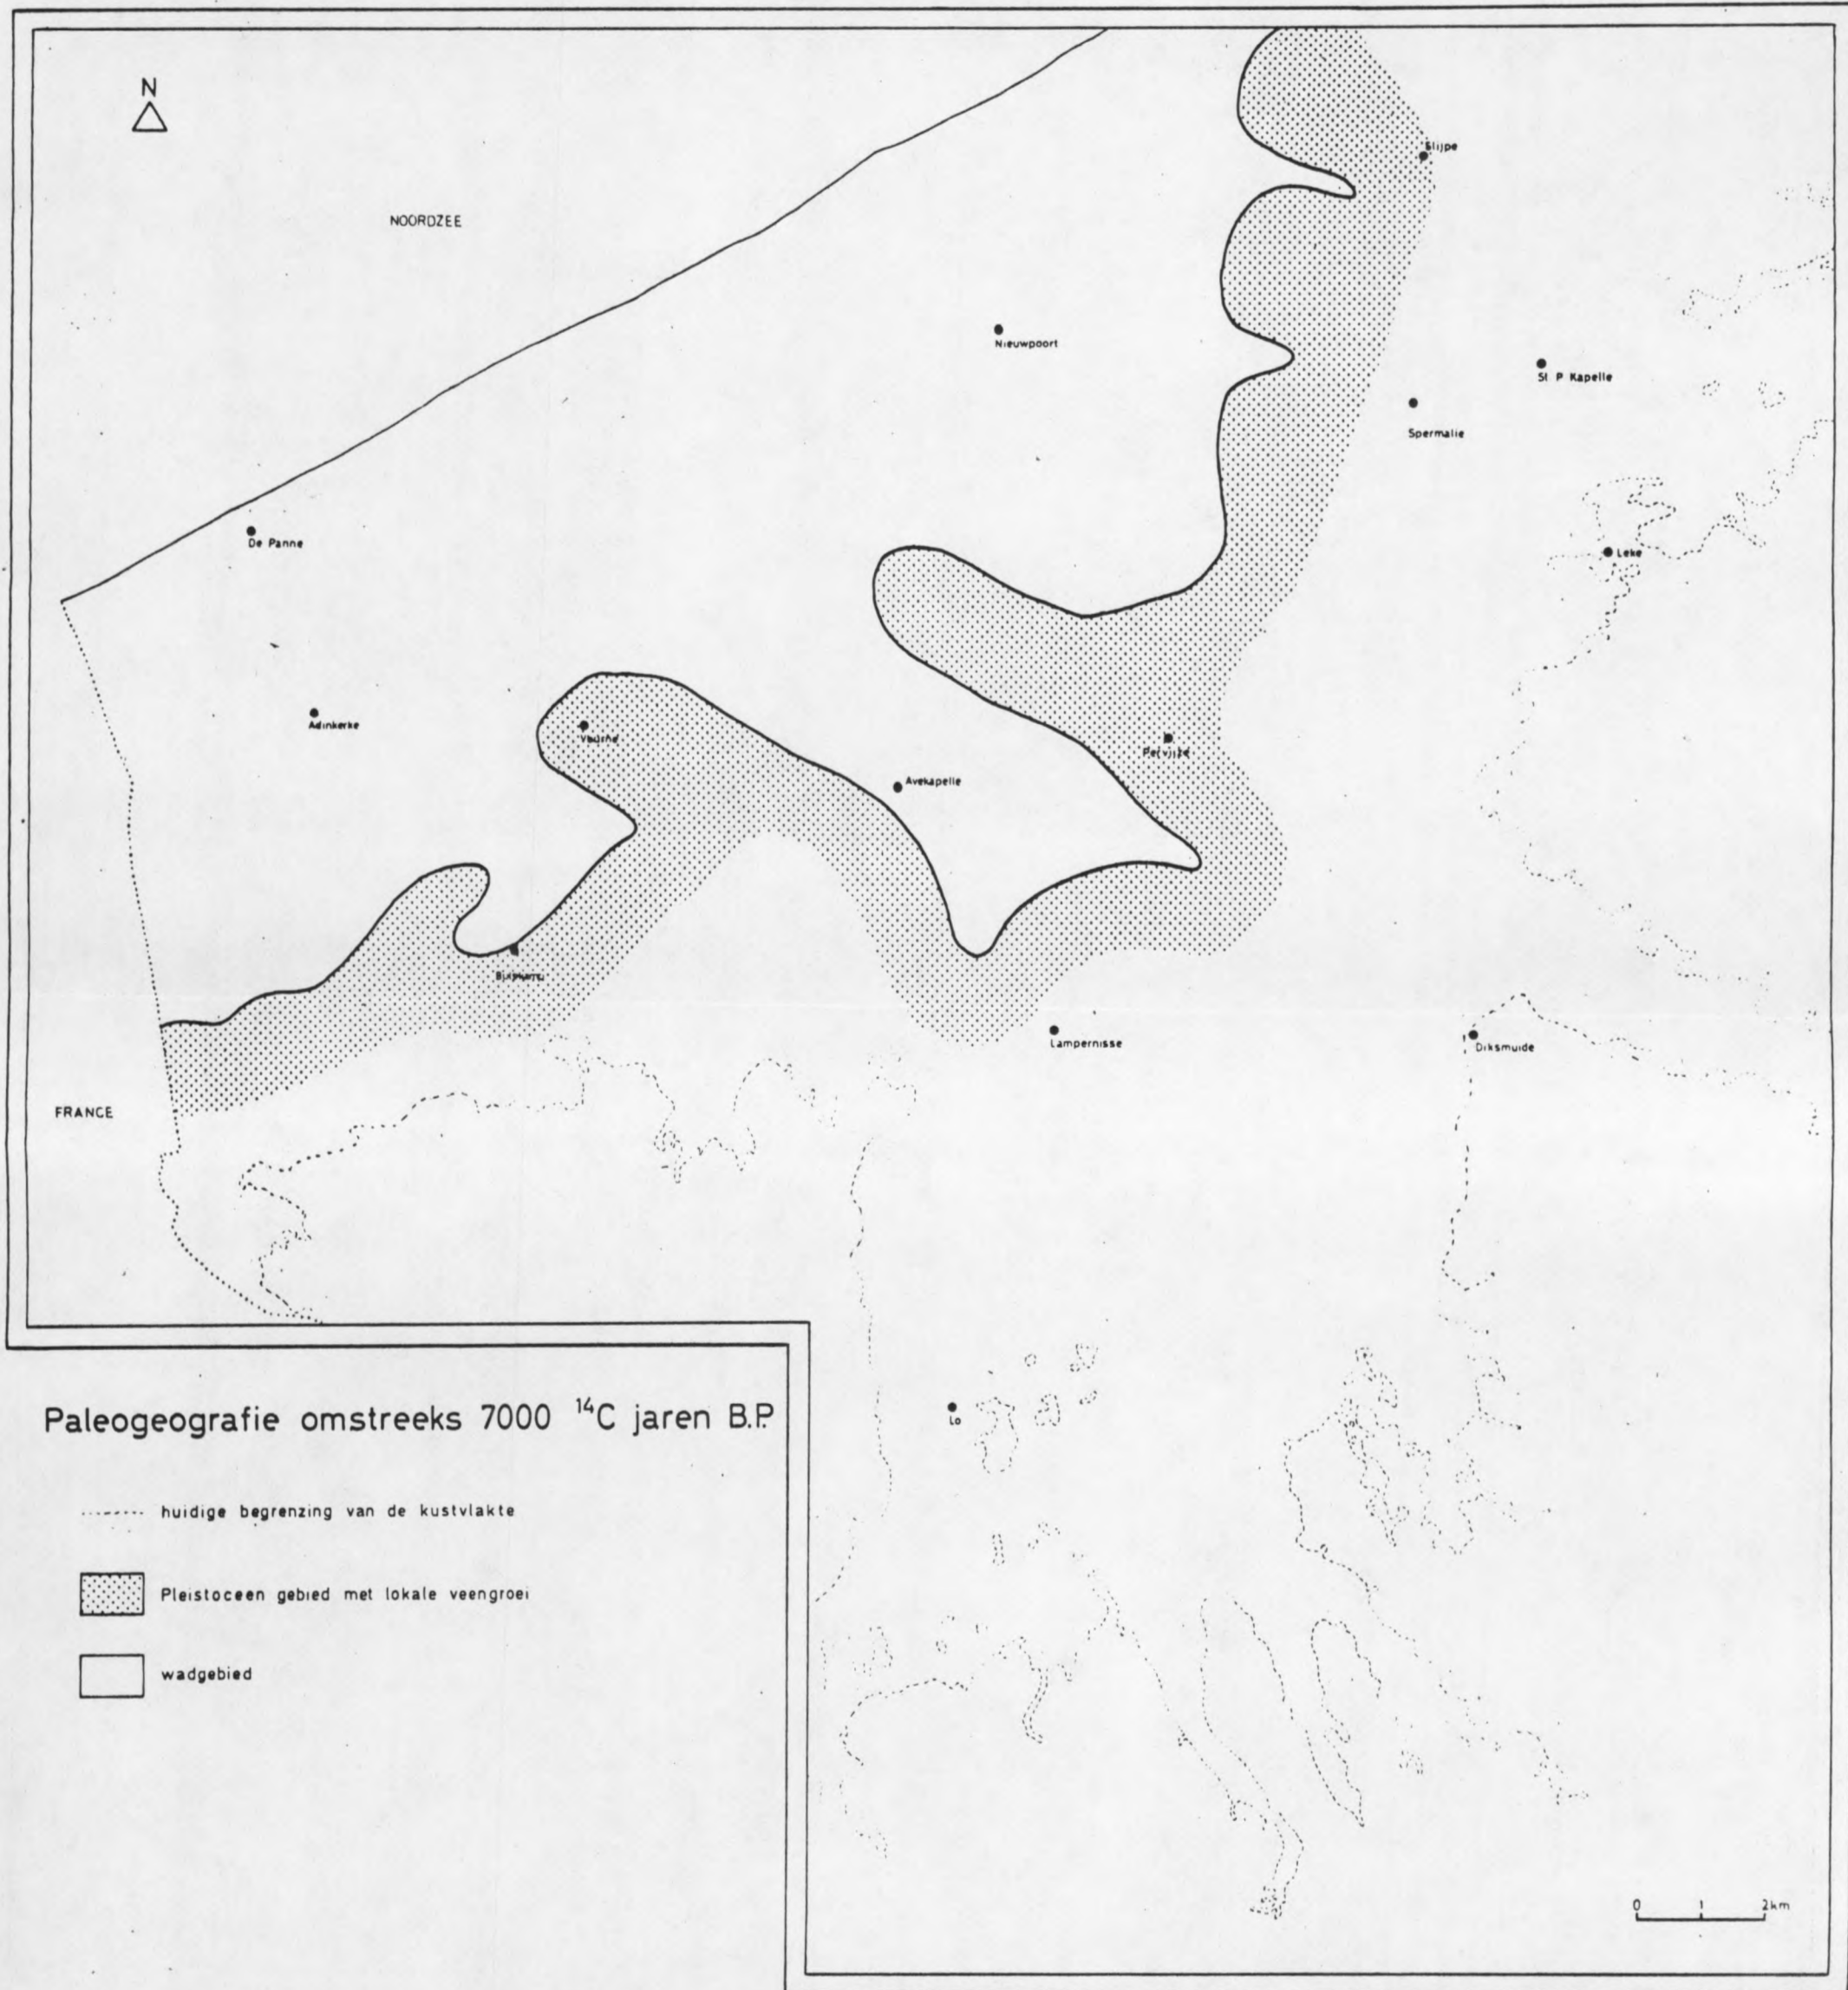 N
NOORDZEE
Slijpe
Nieuwpoort
St P Kapelle
Spermalie
De Panne
Leke
Adinkerke
Veurne
Pervijze
Avekapelle
Lampernisse
Diksmuide
FRANCE
Lo
Paleogeografie omstreeks 7000 ¹⁴C jaren B.P.
huidige begrenzing van de kustvlakte
Pleistoceen gebied met lokale veengroei
wadgebied
0 1 2km